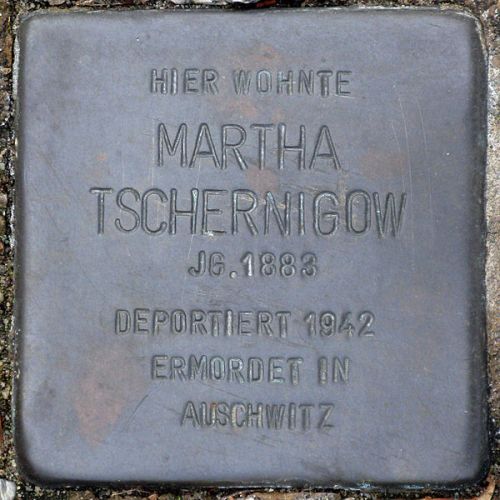 HIER WOHNTE
MARTHA
TSCHERNIGOW
JG. 1883
DEPORTIERT 1942
ERMORDET IN
AUSCHWITZ